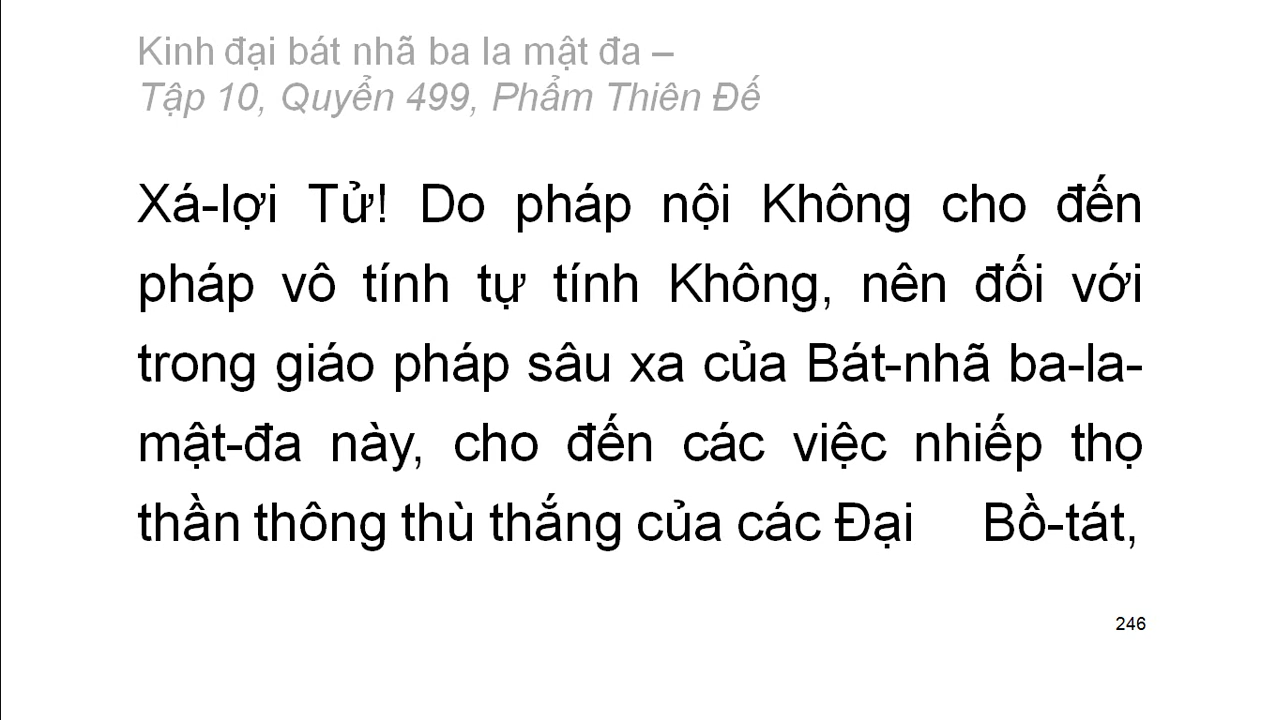 Kinh đại bát nhã ba la mật đa –
Tập 10, Quyển 499, Phẩm Thiên Đế
Xá-lợi Tử! Do pháp nội Không cho đến
pháp vô tính tự tính Không, nên đối với
trong giáo pháp sâu xa của Bát-nhã ba-la-
mật-đa này, cho đến các việc nhiếp thọ
thần thông thù thắng của các Đại Bồ-tát,
246